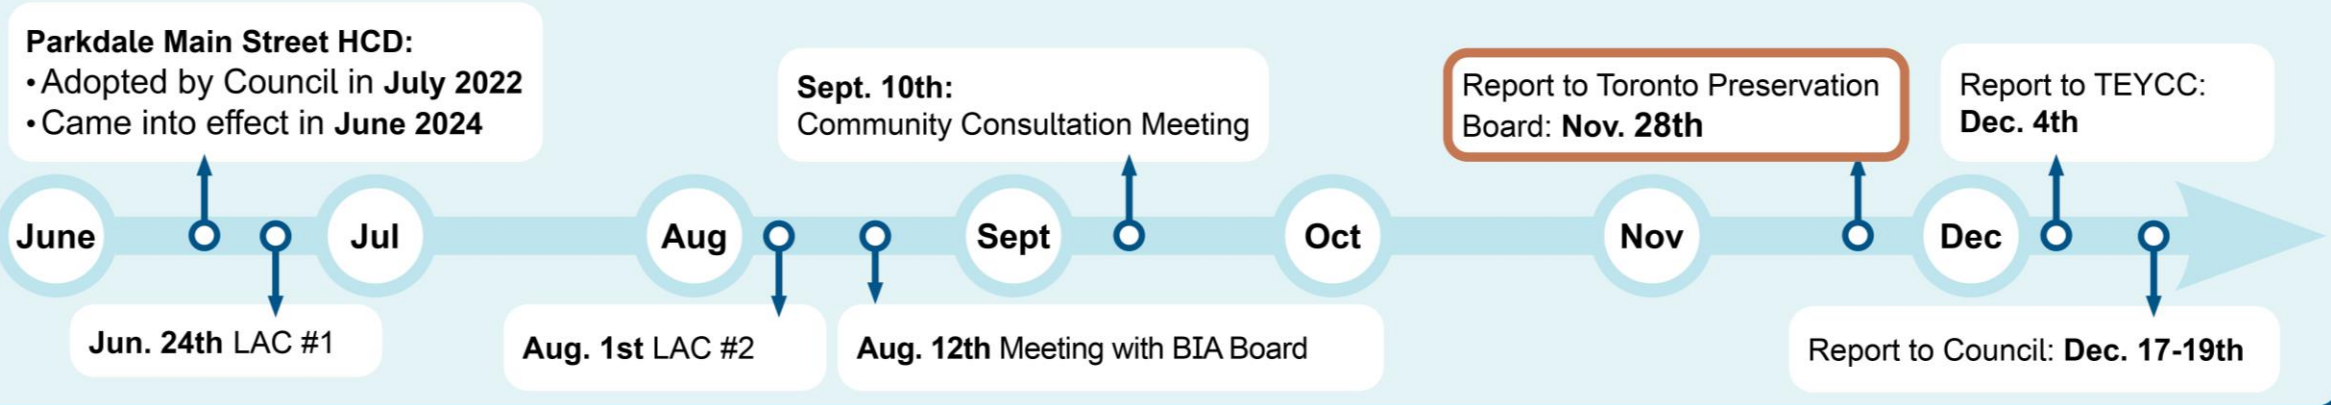 Parkdale Main Street HCD:
• Adopted by Council in July 2022
• Came into effect in June 2024
Sept. 10th:
Community Consultation Meeting
Report to Toronto Preservation
Board: Nov. 28th
Report to TEYCC:
Dec. 4th
June
Jul
Aug
Sept
Oct
Nov
Dec
Jun. 24th LAC #1
Aug. 1st LAC #2
Aug. 12th Meeting with BIA Board
Report to Council: Dec. 17-19th